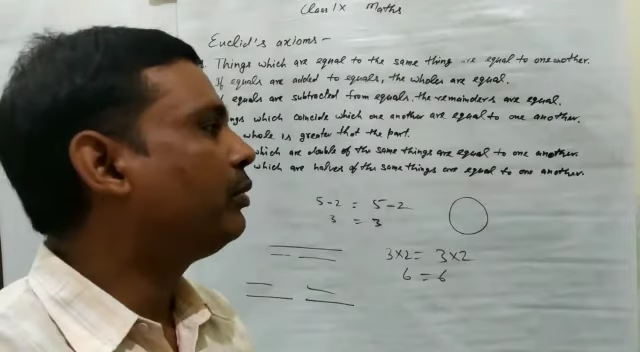 Class IX Maths
Euclid's axioms -
Things which are equal to the same thing are equal to one another.
If equals are added to equals, the wholes are equal.
equals are subtracted from equals, the remainders are equal.
which coincide which one another are equal to one another.
whole is greater that the part.
which are double of the same things are equal to one another.
which are halves of the same things are equal to one another.
5-2 = 5-2
3 = 3
3×2 = 3×2
6 = 6